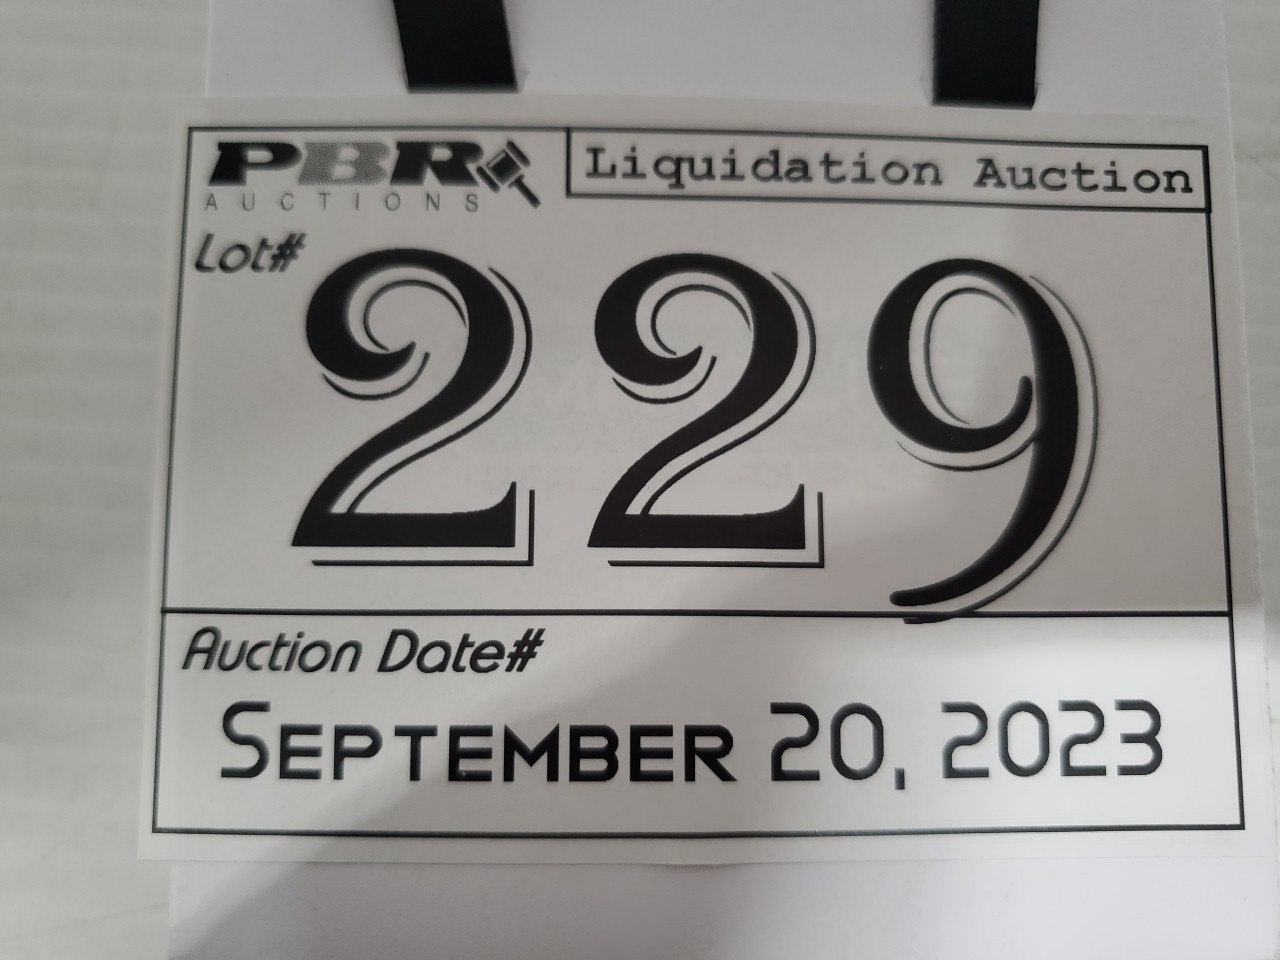 PBR
AUCTIONS
Liquidation Auction
Lot#
229
Auction Date#
SEPTEMBER 20, 2023